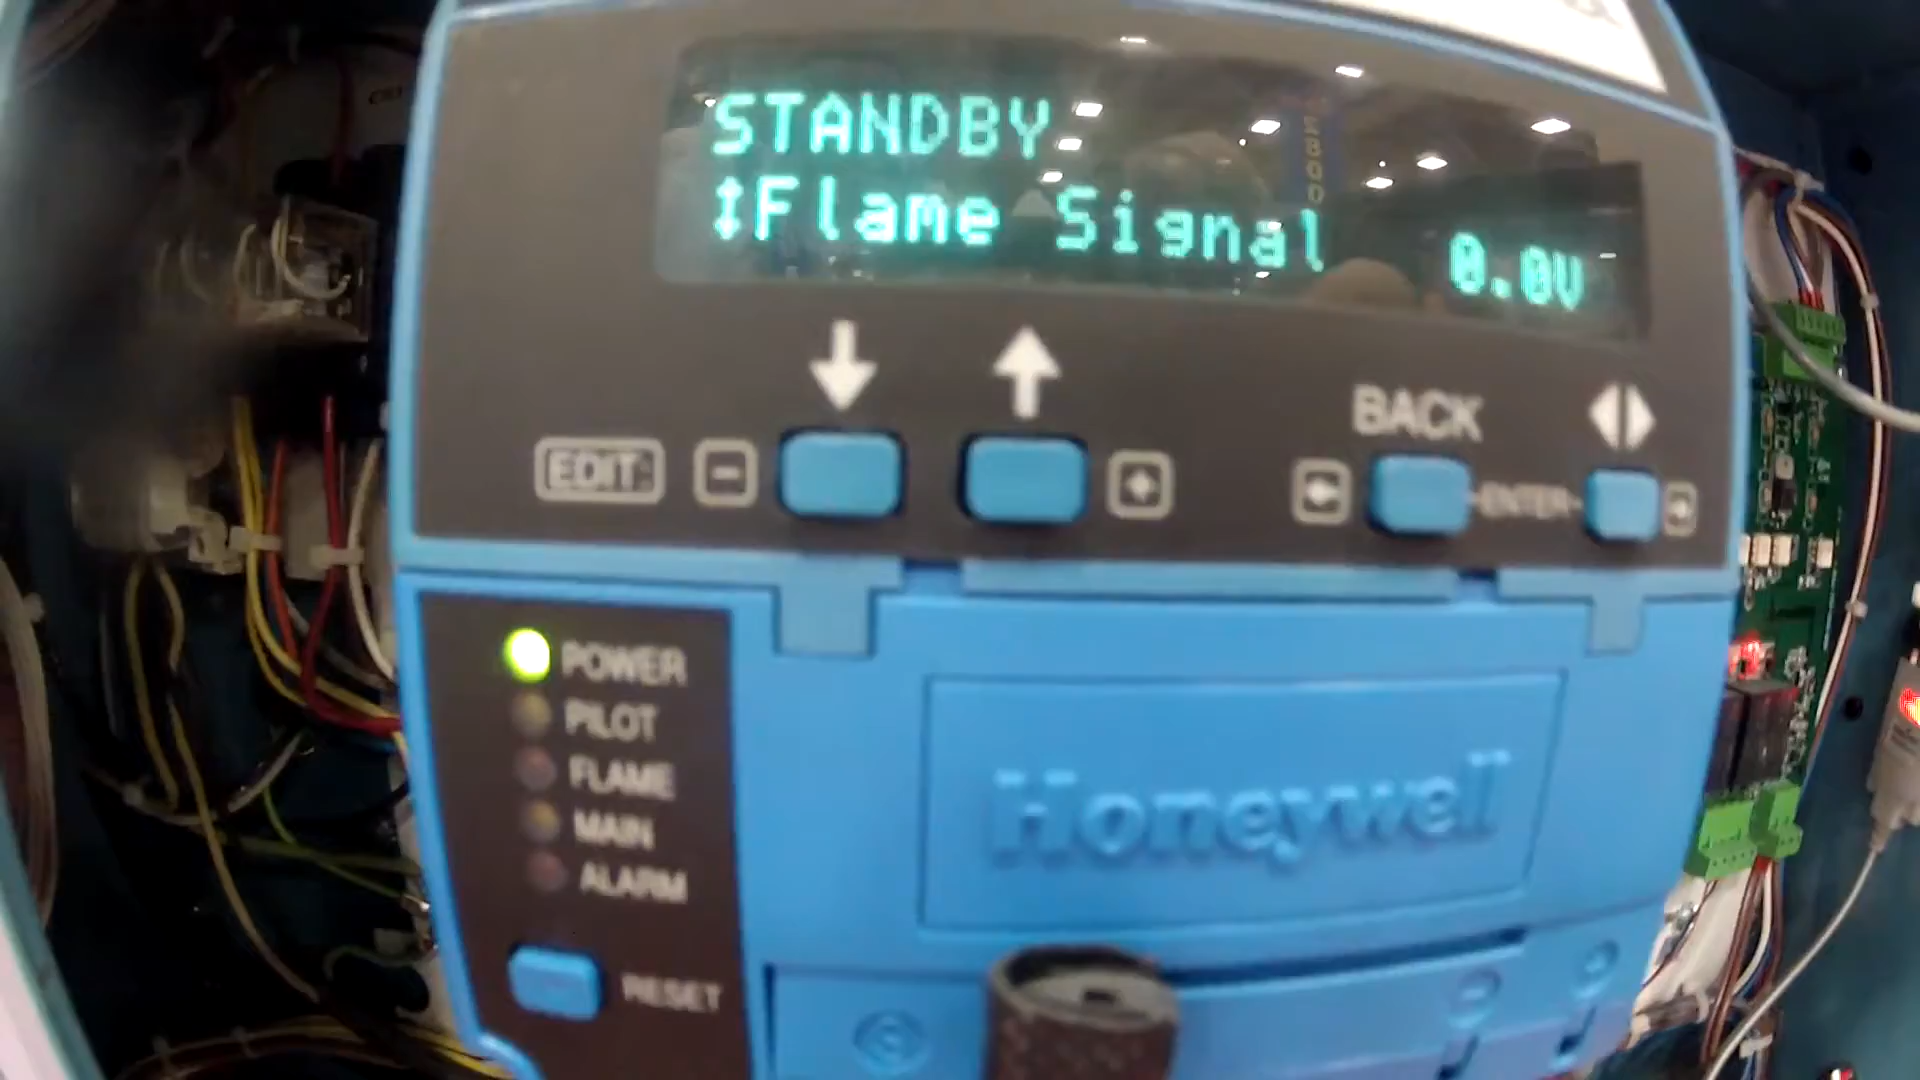 STANDBY
↕Flame Signal 0.0V
BACK
EDIT: - + ENTER
POWER
PILOT
FLAME
MAIN
ALARM
RESET
Honeywell